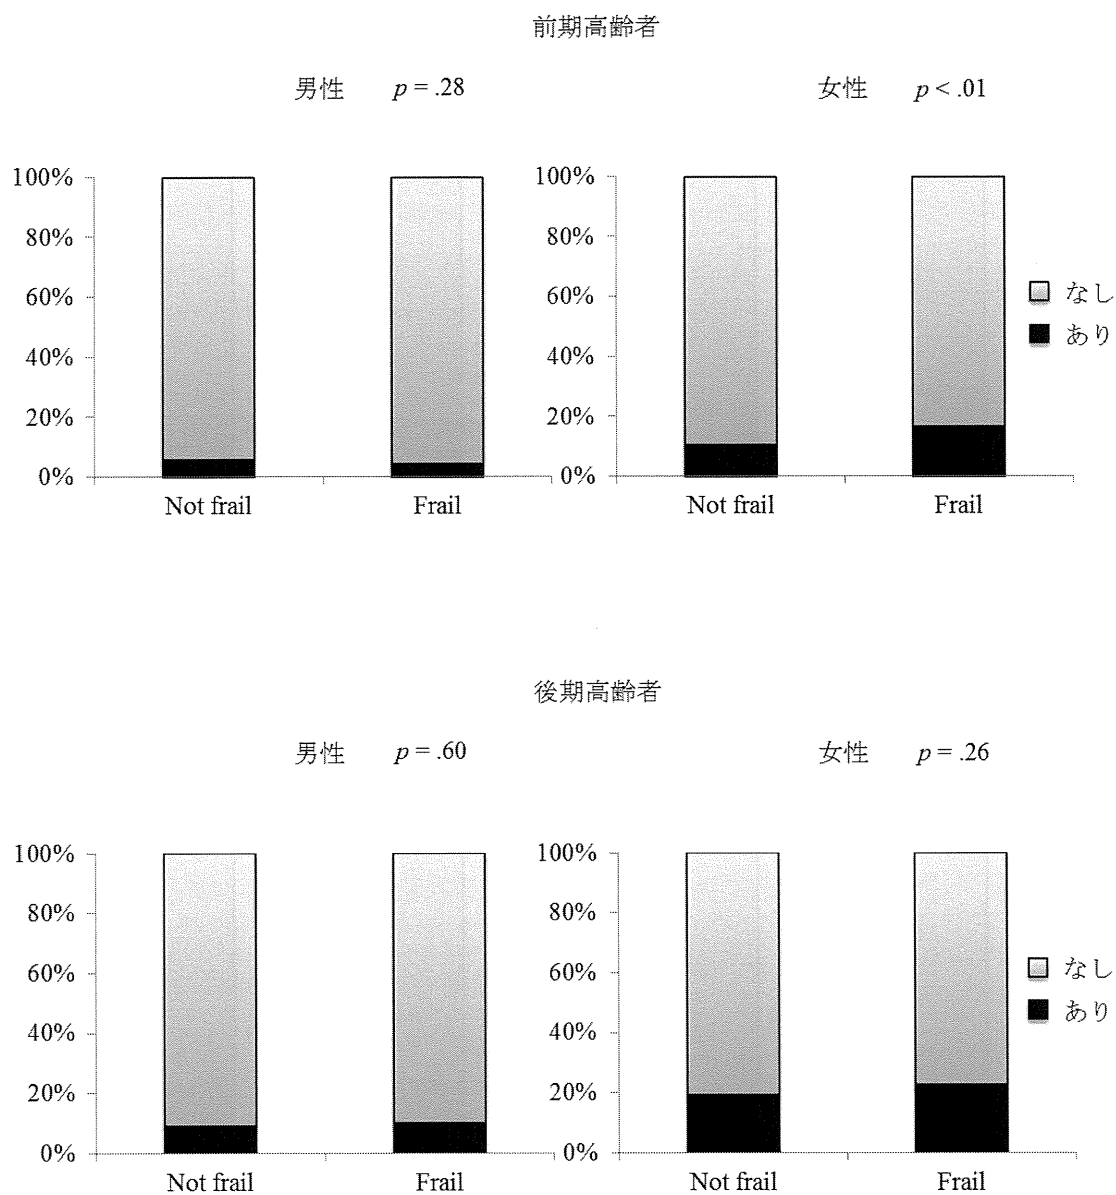 前期高齢者
男性 p = .28
女性 p < .01
100%
80%
60%
40%
20%
0%
Not frail Frail
100%
80%
60%
40%
20%
0%
Not frail Frail
なし
あり
後期高齢者
男性 p = .60
女性 p = .26
100%
80%
60%
40%
20%
0%
Not frail Frail
100%
80%
60%
40%
20%
0%
Not frail Frail
なし
あり